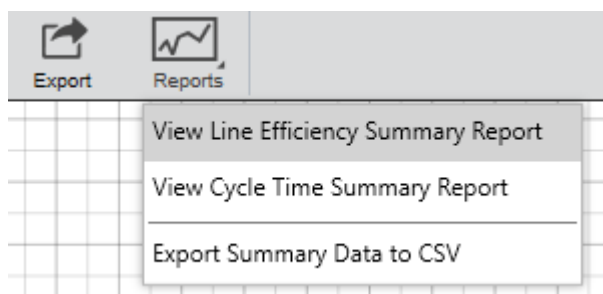 Export
Reports
View Line Efficiency Summary Report
View Cycle Time Summary Report
Export Summary Data to CSV